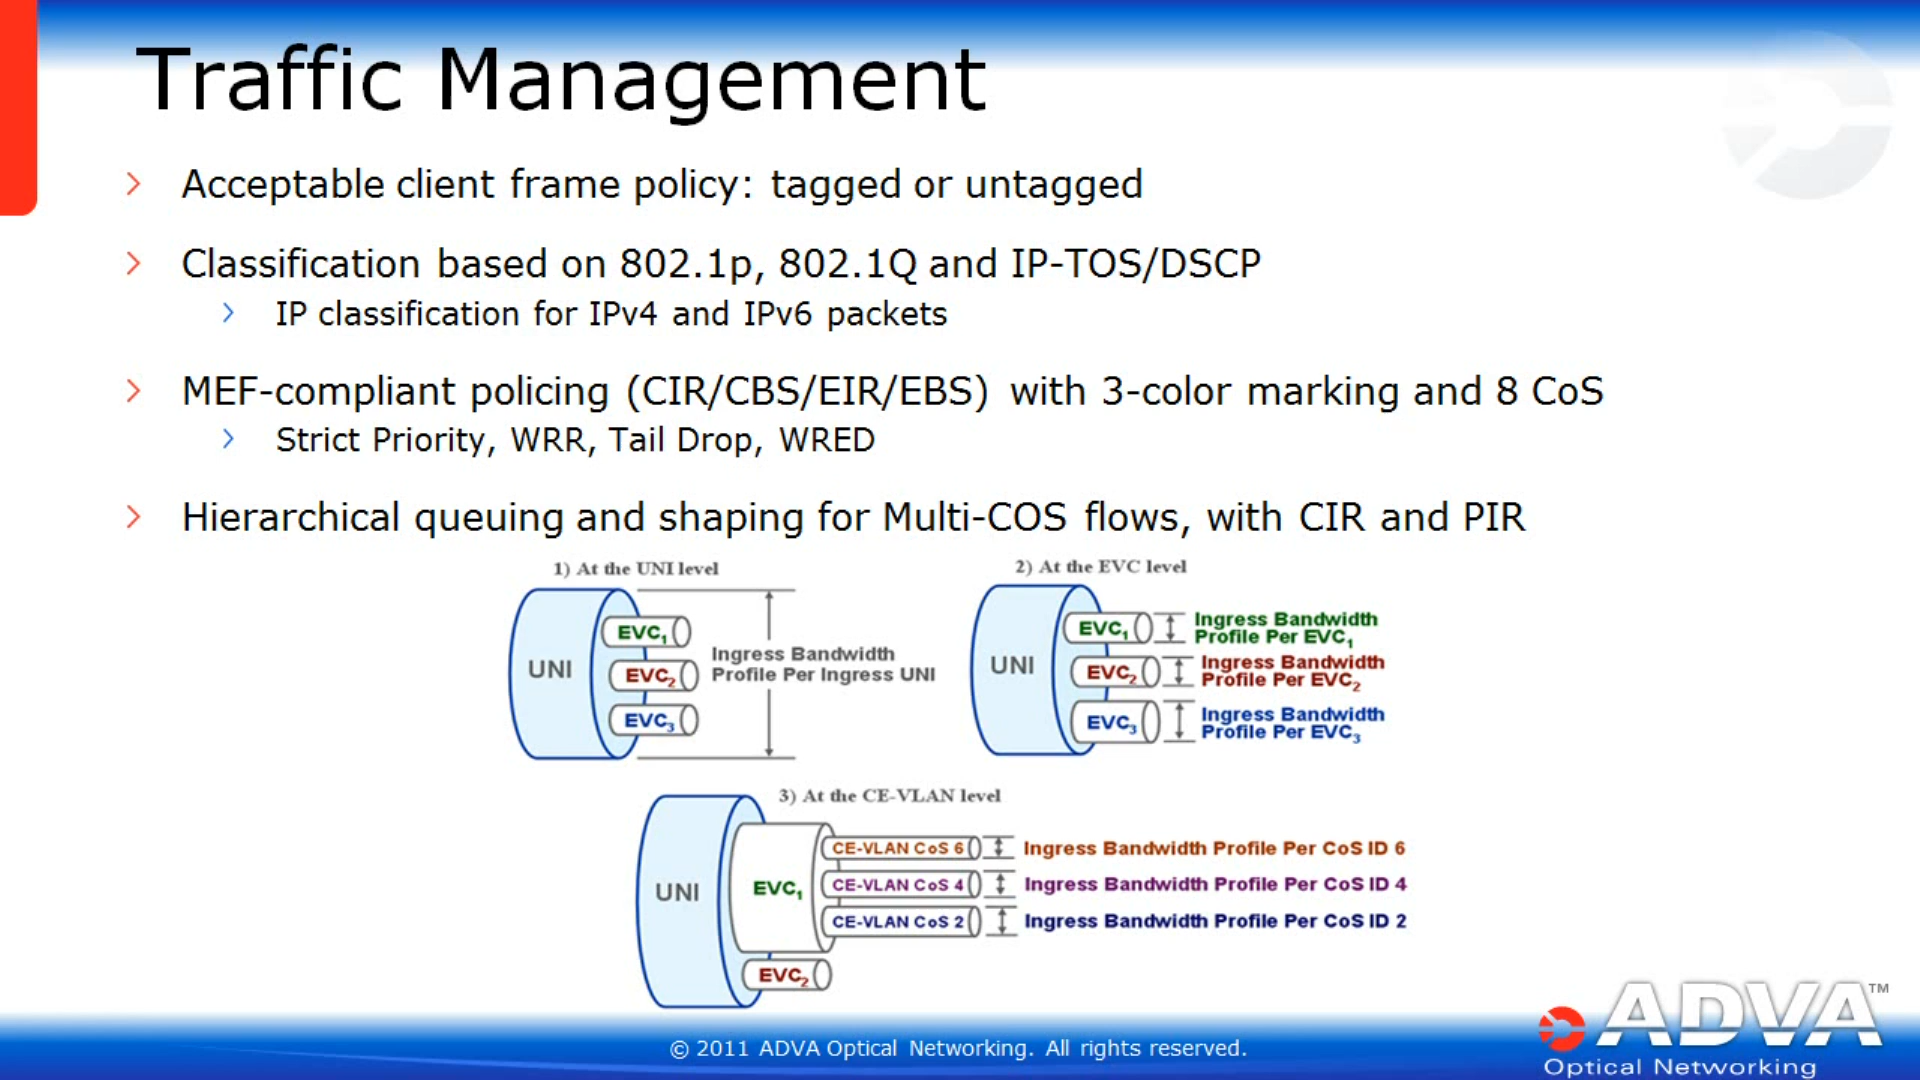 Traffic Management
Acceptable client frame policy: tagged or untagged
Classification based on 802.1p, 802.1Q and IP-TOS/DSCP
IP classification for IPv4 and IPv6 packets
MEF-compliant policing (CIR/CBS/EIR/EBS) with 3-color marking and 8 CoS
Strict Priority, WRR, Tail Drop, WRED
Hierarchical queuing and shaping for Multi-COS flows, with CIR and PIR
1) At the UNI level
UNI
EVC1
EVC2
EVC3
Ingress Bandwidth
Profile Per Ingress UNI
2) At the EVC level
UNI
EVC1
Ingress Bandwidth
Profile Per EVC1
EVC2
Ingress Bandwidth
Profile Per EVC2
EVC3
Ingress Bandwidth
Profile Per EVC3
3) At the CE-VLAN level
UNI
EVC1
CE-VLAN CoS 6
Ingress Bandwidth Profile Per CoS ID 6
CE-VLAN CoS 4
Ingress Bandwidth Profile Per CoS ID 4
CE-VLAN CoS 2
Ingress Bandwidth Profile Per CoS ID 2
EVC2
© 2011 ADVA Optical Networking. All rights reserved.
ADVA™
Optical Networking